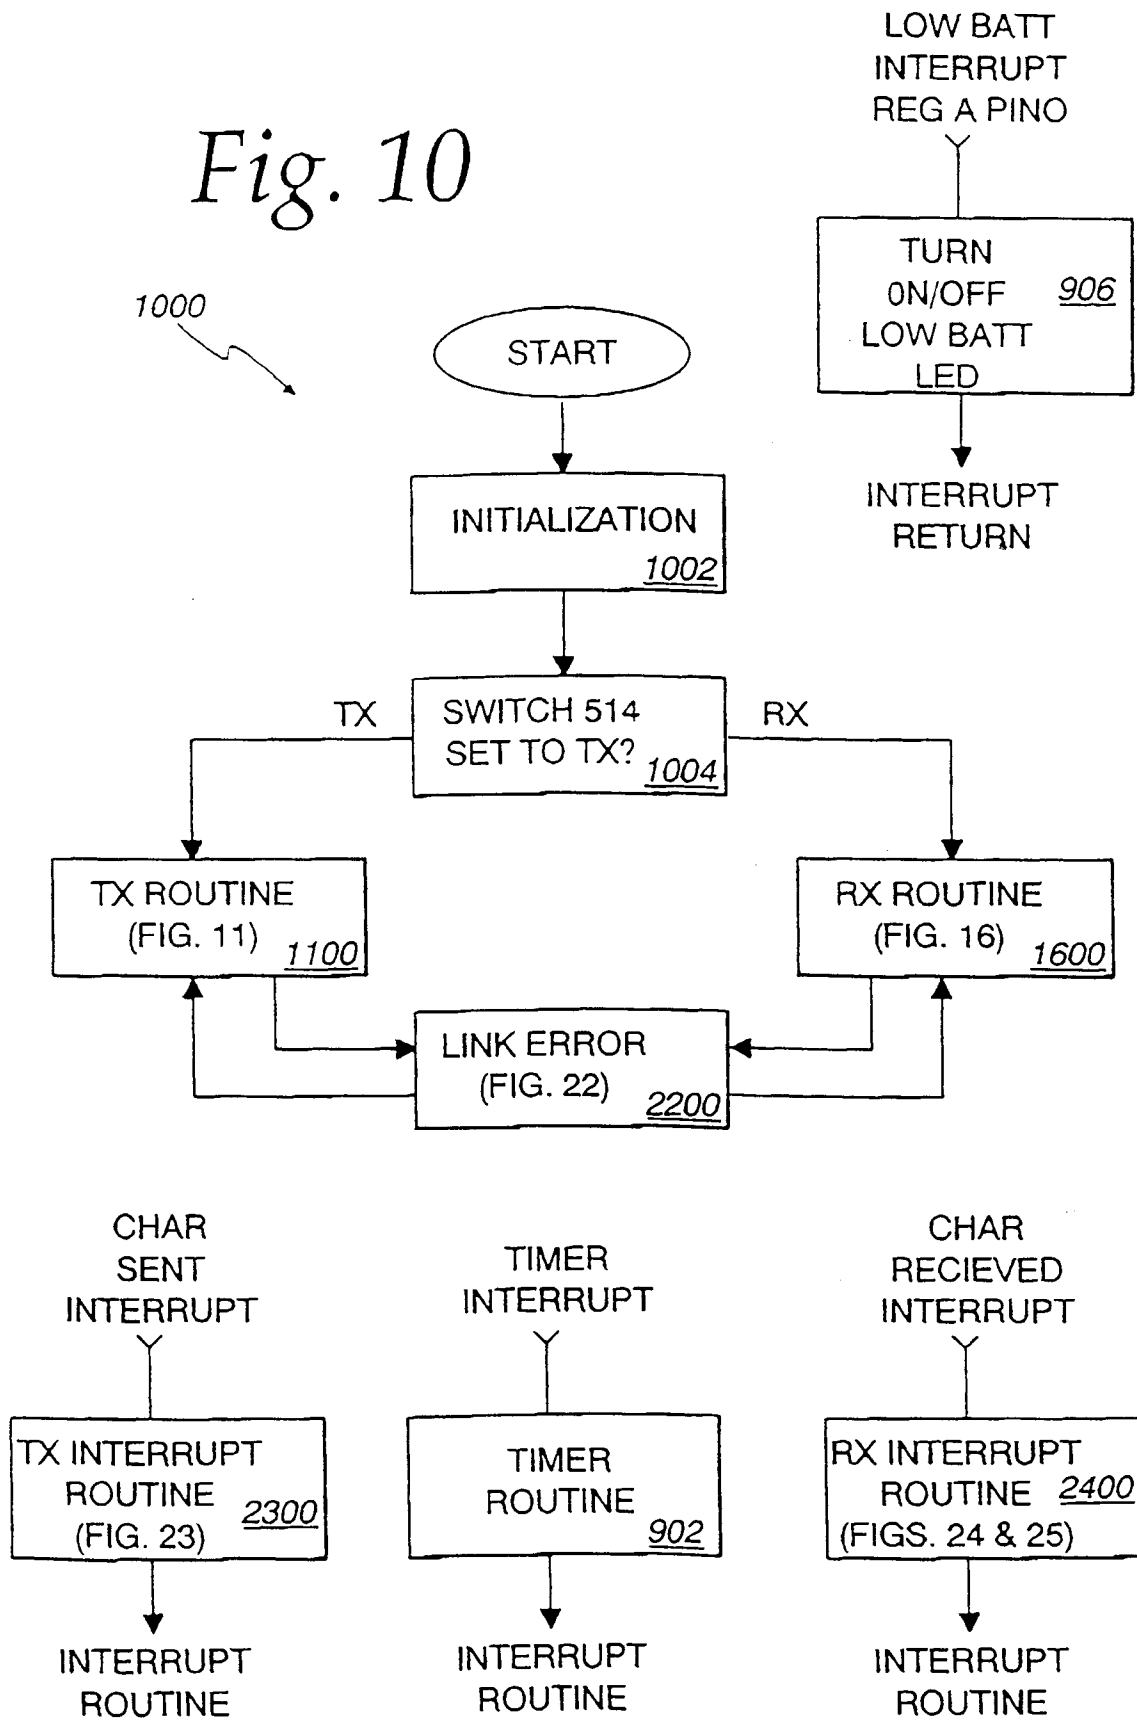 LOW BATT
INTERRUPT
REG A PINO
Fig. 10
TURN
ON/OFF
LOW BATT
LED
906
1000
START
INTERRUPT
RETURN
INITIALIZATION
1002
TX
SWITCH 514
SET TO TX?
1004
RX
TX ROUTINE
(FIG. 11)
1100
RX ROUTINE
(FIG. 16)
1600
LINK ERROR
(FIG. 22)
2200
CHAR
SENT
INTERRUPT
TIMER
INTERRUPT
CHAR
RECIEVED
INTERRUPT
TX INTERRUPT
ROUTINE
(FIG. 23)
2300
TIMER
ROUTINE
902
RX INTERRUPT
ROUTINE
(FIGS. 24 & 25)
2400
INTERRUPT
ROUTINE
INTERRUPT
ROUTINE
INTERRUPT
ROUTINE